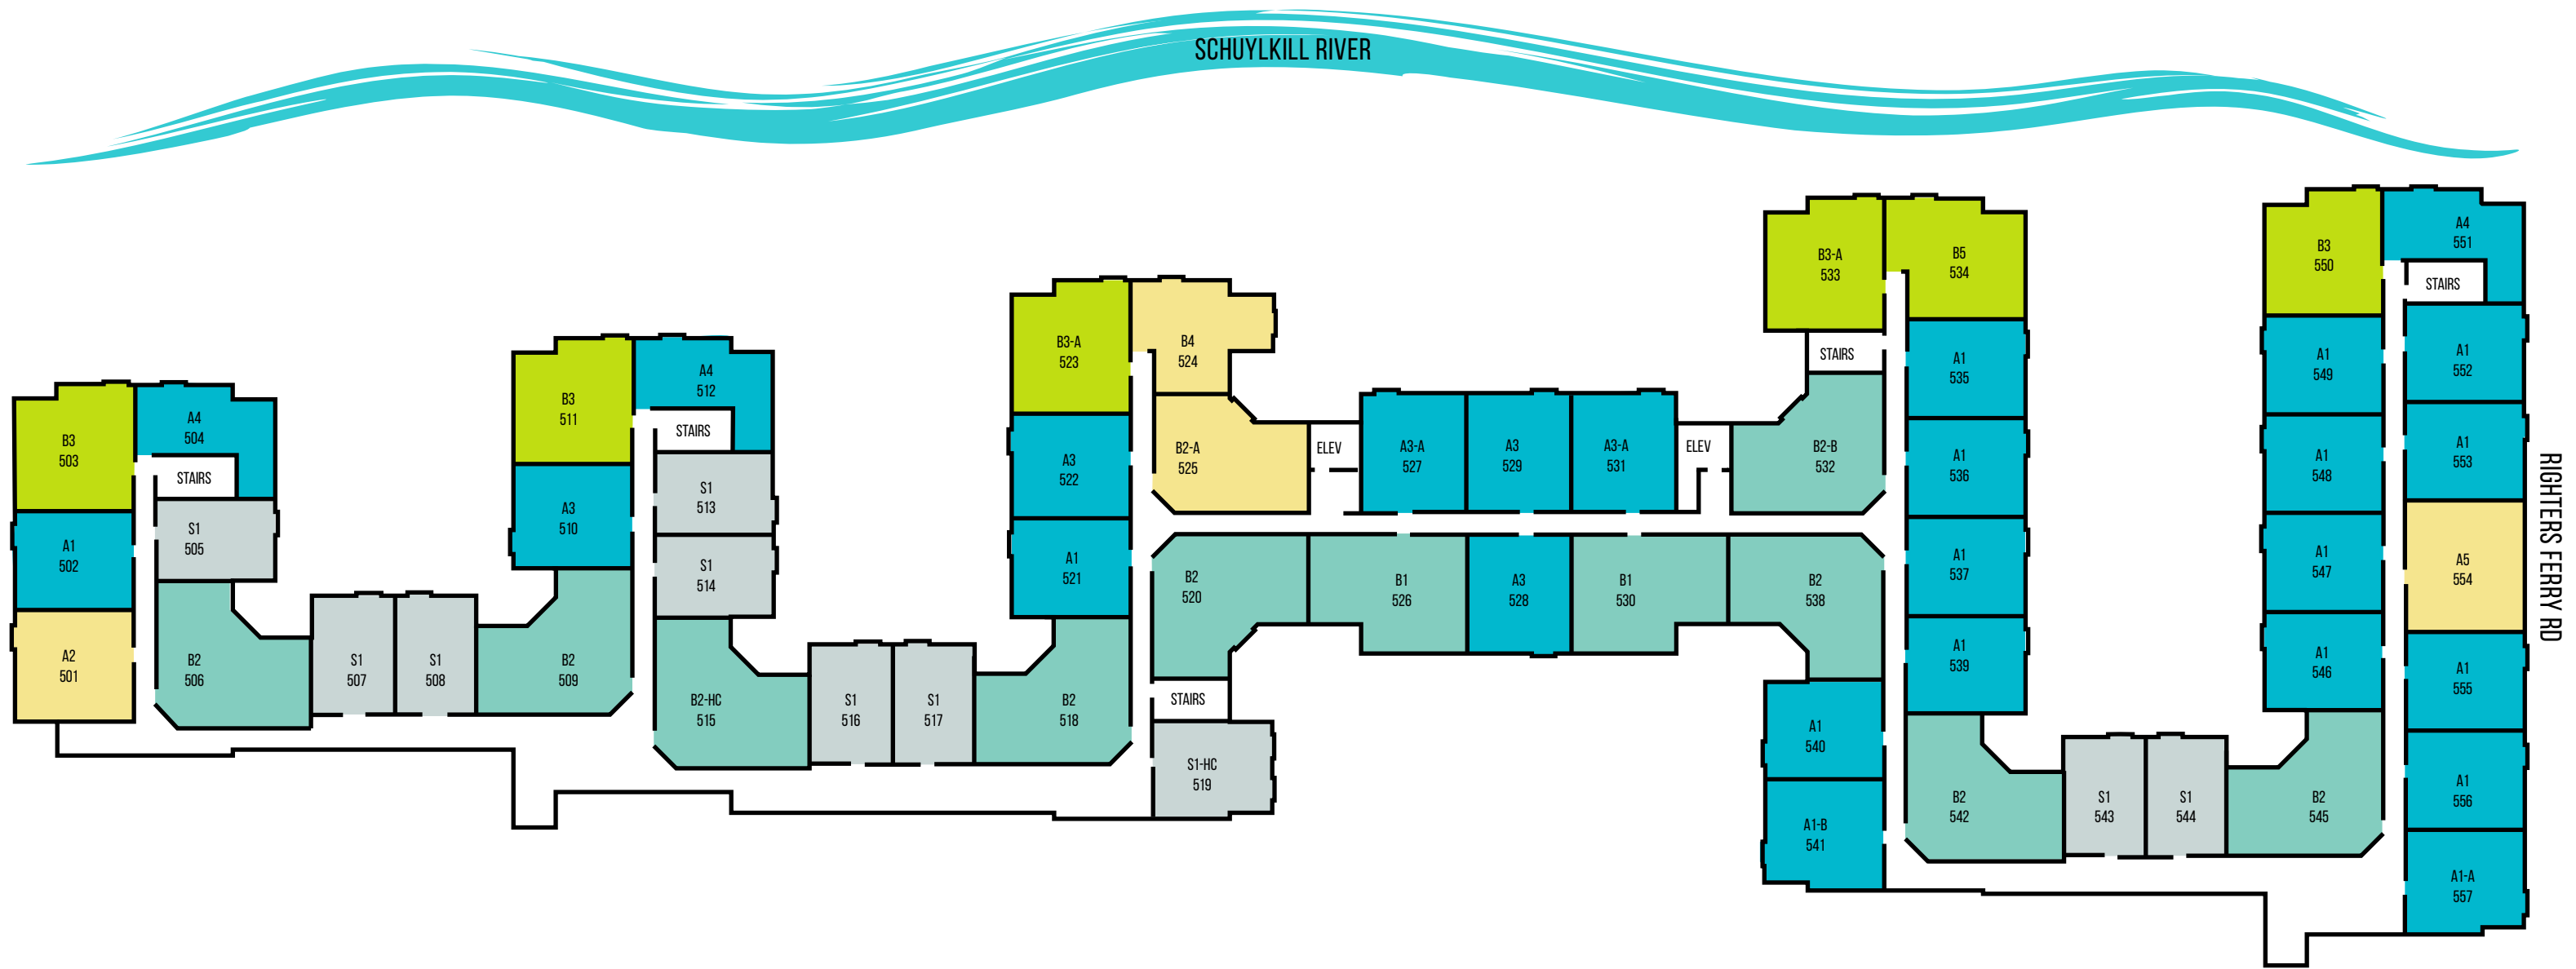 SCHUYLKILL RIVER
B3
503
A4
504
STAIRS
S1
505
A1
502
A2
501
B2
506
S1
507
S1
508
B2
509
A3
510
B3
511
A4
512
STAIRS
S1
513
S1
514
B2-HC
515
S1
516
S1
517
B2
518
S1-HC
519
STAIRS
B2
520
A1
521
A3
522
B3-A
523
B4
524
B2-A
525
ELEV
B1
526
A3-A
527
A3
528
A3
529
B1
530
A3-A
531
ELEV
B2-B
532
STAIRS
B3-A
533
B5
534
A1
535
A1
536
A1
537
B2
538
A1
539
A1
540
A1-B
541
B2
542
S1
543
S1
544
B2
545
A1
546
A1
547
A1
548
A1
549
B3
550
A4
551
STAIRS
A1
552
A1
553
A5
554
A1
555
A1
556
A1-A
557
RIGHTERS FERRY RD